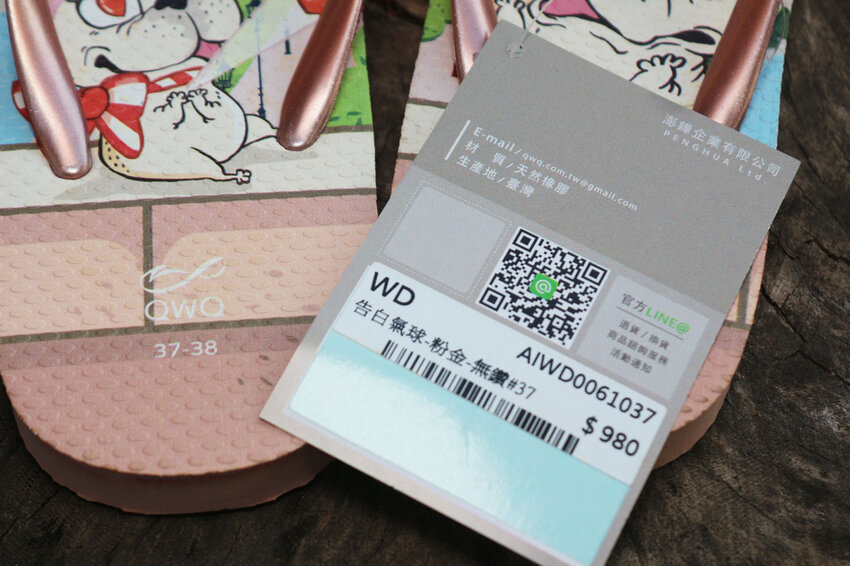 QWQ
37-38
澎鏵企業有限公司
PENGHUA Ltd.
E-mail/qwq.com.tw@gmail.com
材 質/天然橡膠
生產地/臺灣
官方LINE@
退貨/換貨
商品諮詢服務
活動通知
WD
AIWD0061037
告白氣球-粉金-無鑽#37
$980